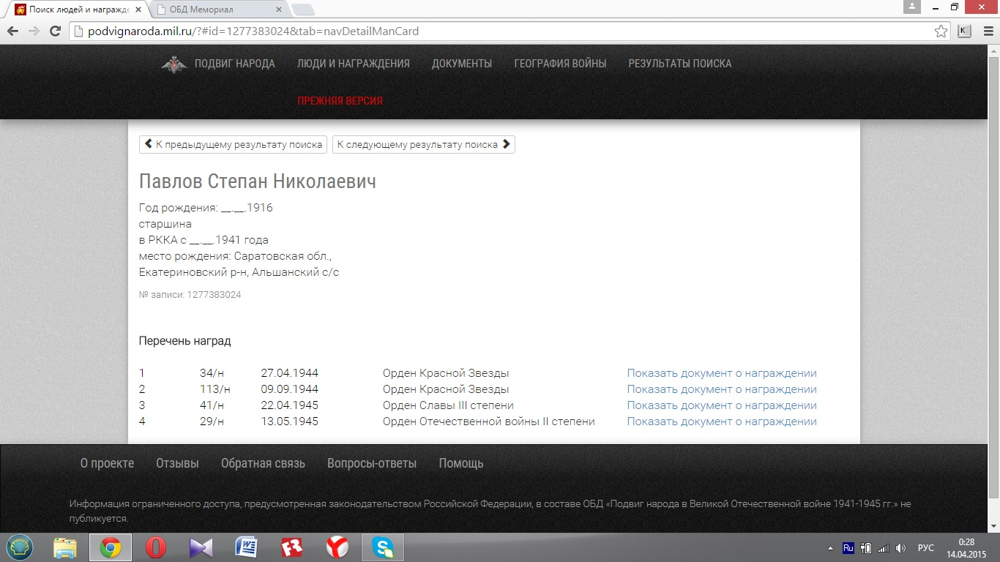 Поиск людей и награжде
ОБД Мемориал
podvignaroda.mil.ru/?#id=1277383024&tab=navDetailManCard
ПОДВИГ НАРОДА ЛЮДИ И НАГРАЖДЕНИЯ ДОКУМЕНТЫ ГЕОГРАФИЯ ВОЙНЫ РЕЗУЛЬТАТЫ ПОИСКА
ПРЕЖНЯЯ ВЕРСИЯ
К предыдущему результату поиска К следующему результату поиска
Павлов Степан Николаевич
Год рождения: __.__.1916
старшина
в РККА с __.__.1941 года
место рождения: Саратовская обл.,
Екатериновский р-н, Альшанский с/с
№ записи: 1277383024
Перечень наград
1 34/н 27.04.1944 Орден Красной Звезды Показать документ о награждении
2 113/н 09.09.1944 Орден Красной Звезды Показать документ о награждении
3 41/н 22.04.1945 Орден Славы III степени Показать документ о награждении
4 29/н 13.05.1945 Орден Отечественной войны II степени Показать документ о награждении
О проекте Отзывы Обратная связь Вопросы-ответы Помощь
Информация ограниченного доступа, предусмотренная законодательством Российской Федерации, в составе ОБД «Подвиг народа в Великой Отечественной войне 1941-1945 гг.» не
публикуется.
Ru РУС 0:28
14.04.2015